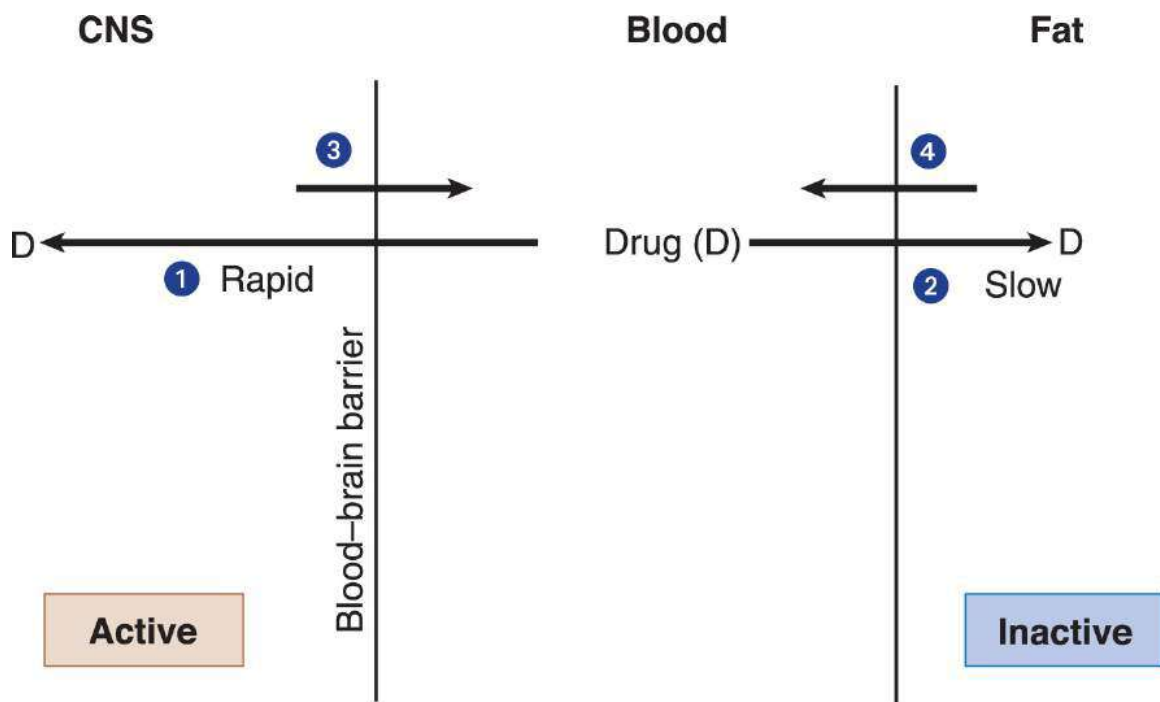 CNS
Blood
Fat
3
4
D
Drug (D)
D
1 Rapid
2 Slow
Blood–brain barrier
Active
Inactive